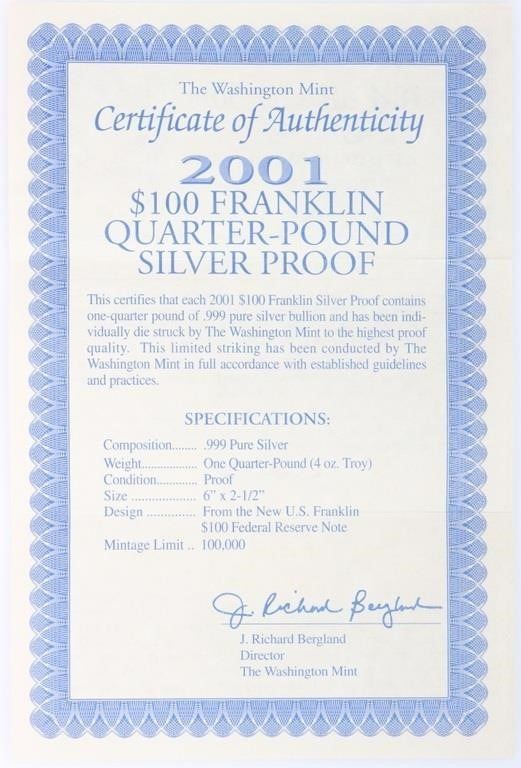 The Washington Mint
Certificate of Authenticity
2001
$100 FRANKLIN
QUARTER-POUND
SILVER PROOF
This certifies that each 2001 $100 Franklin Silver Proof contains
one-quarter pound of .999 pure silver bullion and has been indi-
vidually die struck by The Washington Mint to the highest proof
quality. This limited striking has been conducted by The
Washington Mint in full accordance with established guidelines
and practices.
SPECIFICATIONS:
Composition........ .999 Pure Silver
Weight................... One Quarter-Pound (4 oz. Troy)
Condition............. Proof
Size ................... 6” x 2-1/2”
Design .............. From the New U.S. Franklin
$100 Federal Reserve Note
Mintage Limit .. 100,000
J. Richard Bergland
J. Richard Bergland
Director
The Washington Mint